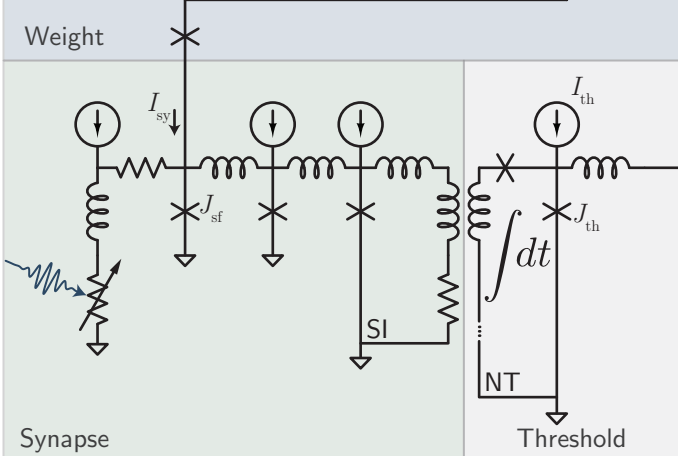 Weight
I_sy
I_th
J_sf
J_th
∫dt
SI
NT
Synapse
Threshold